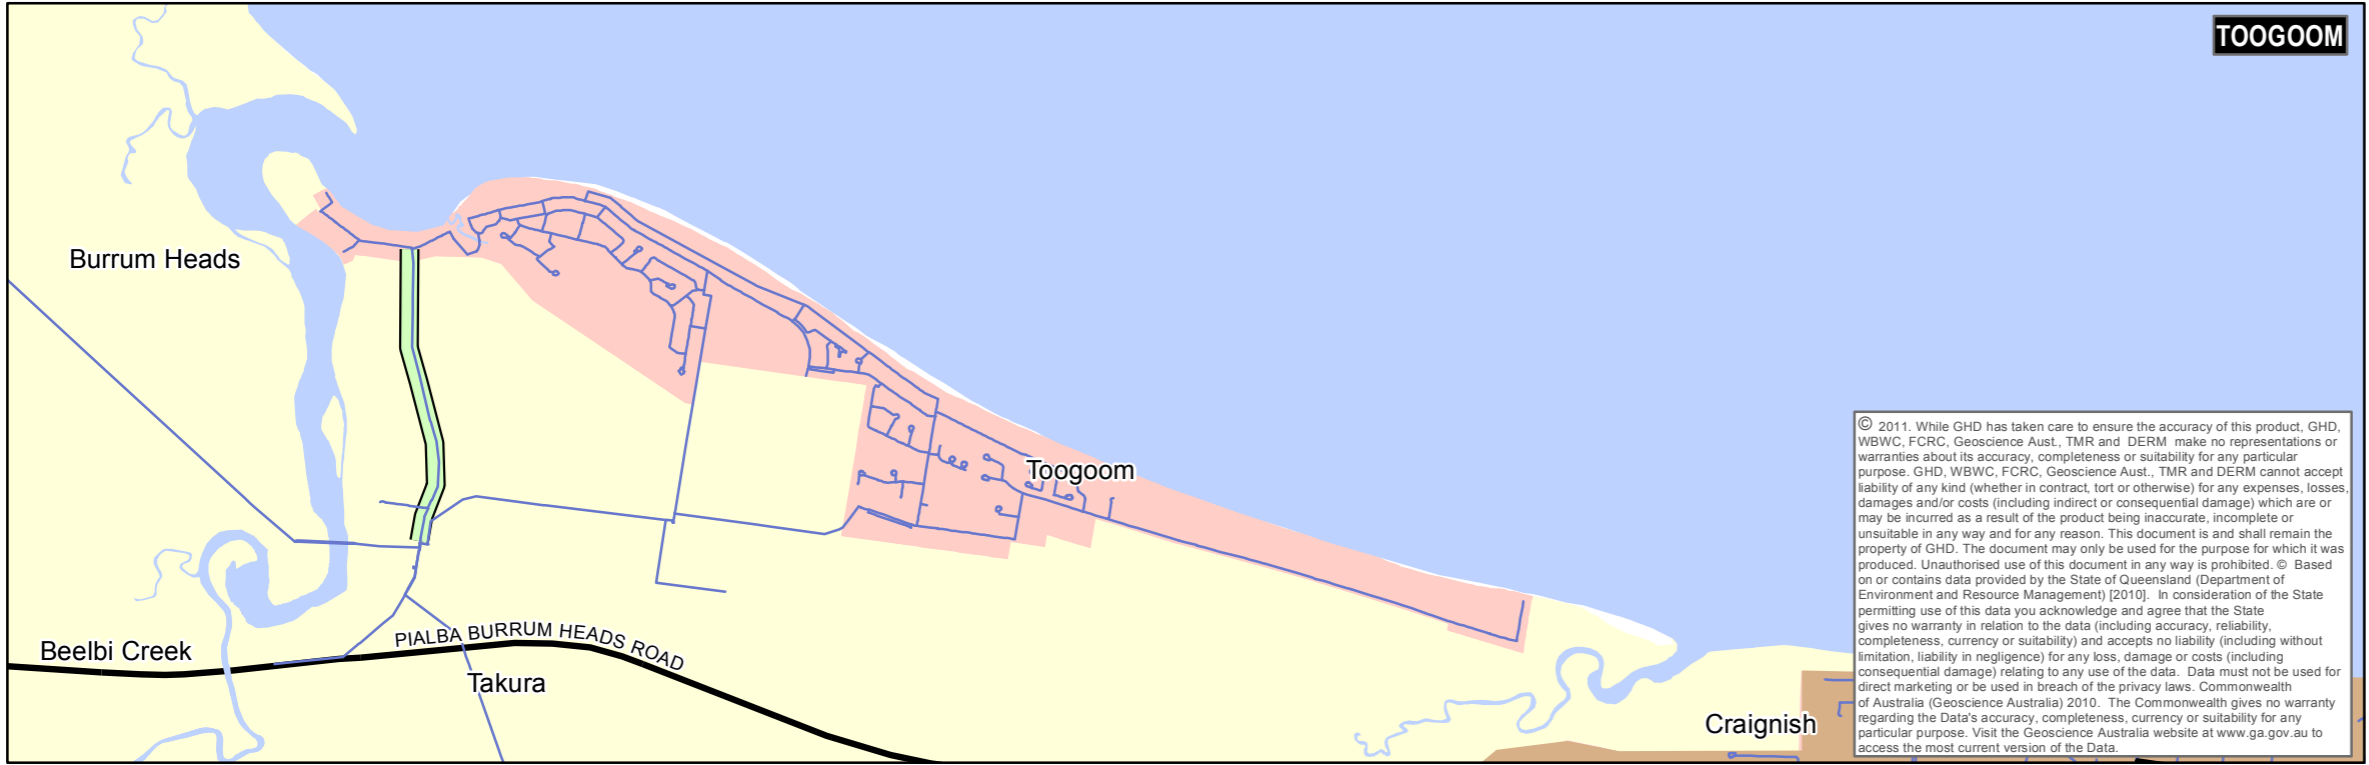 TOOGOOM
Burrum Heads
Toogoom
Beelbi Creek
PIALBA BURRUM HEADS ROAD
Takura
Craignish
© 2011. While GHD has taken care to ensure the accuracy of this product, GHD,
WBWC, FCRC, Geoscience Aust., TMR and DERM make no representations or
warranties about its accuracy, completeness or suitability for any particular
purpose. GHD, WBWC, FCRC, Geoscience Aust., TMR and DERM cannot accept
liability of any kind (whether in contract, tort or otherwise) for any expenses, losses,
damages and/or costs (including indirect or consequential damage) which are or
may be incurred as a result of the product being inaccurate, incomplete or
unsuitable in any way and for any reason. This document is and shall remain the
property of GHD. The document may only be used for the purpose for which it was
produced. Unauthorised use of this document in any way is prohibited. © Based
on or contains data provided by the State of Queensland (Department of
Environment and Resource Management) [2010]. In consideration of the State
permitting use of this data you acknowledge and agree that the State
gives no warranty in relation to the data (including accuracy, reliability,
completeness, currency or suitability) and accepts no liability (including without
limitation, liability in negligence) for any loss, damage or costs (including
consequential damage) relating to any use of the data. Data must not be used for
direct marketing or be used in breach of the privacy laws. Commonwealth
of Australia (Geoscience Australia) 2010. The Commonwealth gives no warranty
regarding the Data's accuracy, completeness, currency or suitability for any
particular purpose. Visit the Geoscience Australia website at www.ga.gov.au to
access the most current version of the Data.